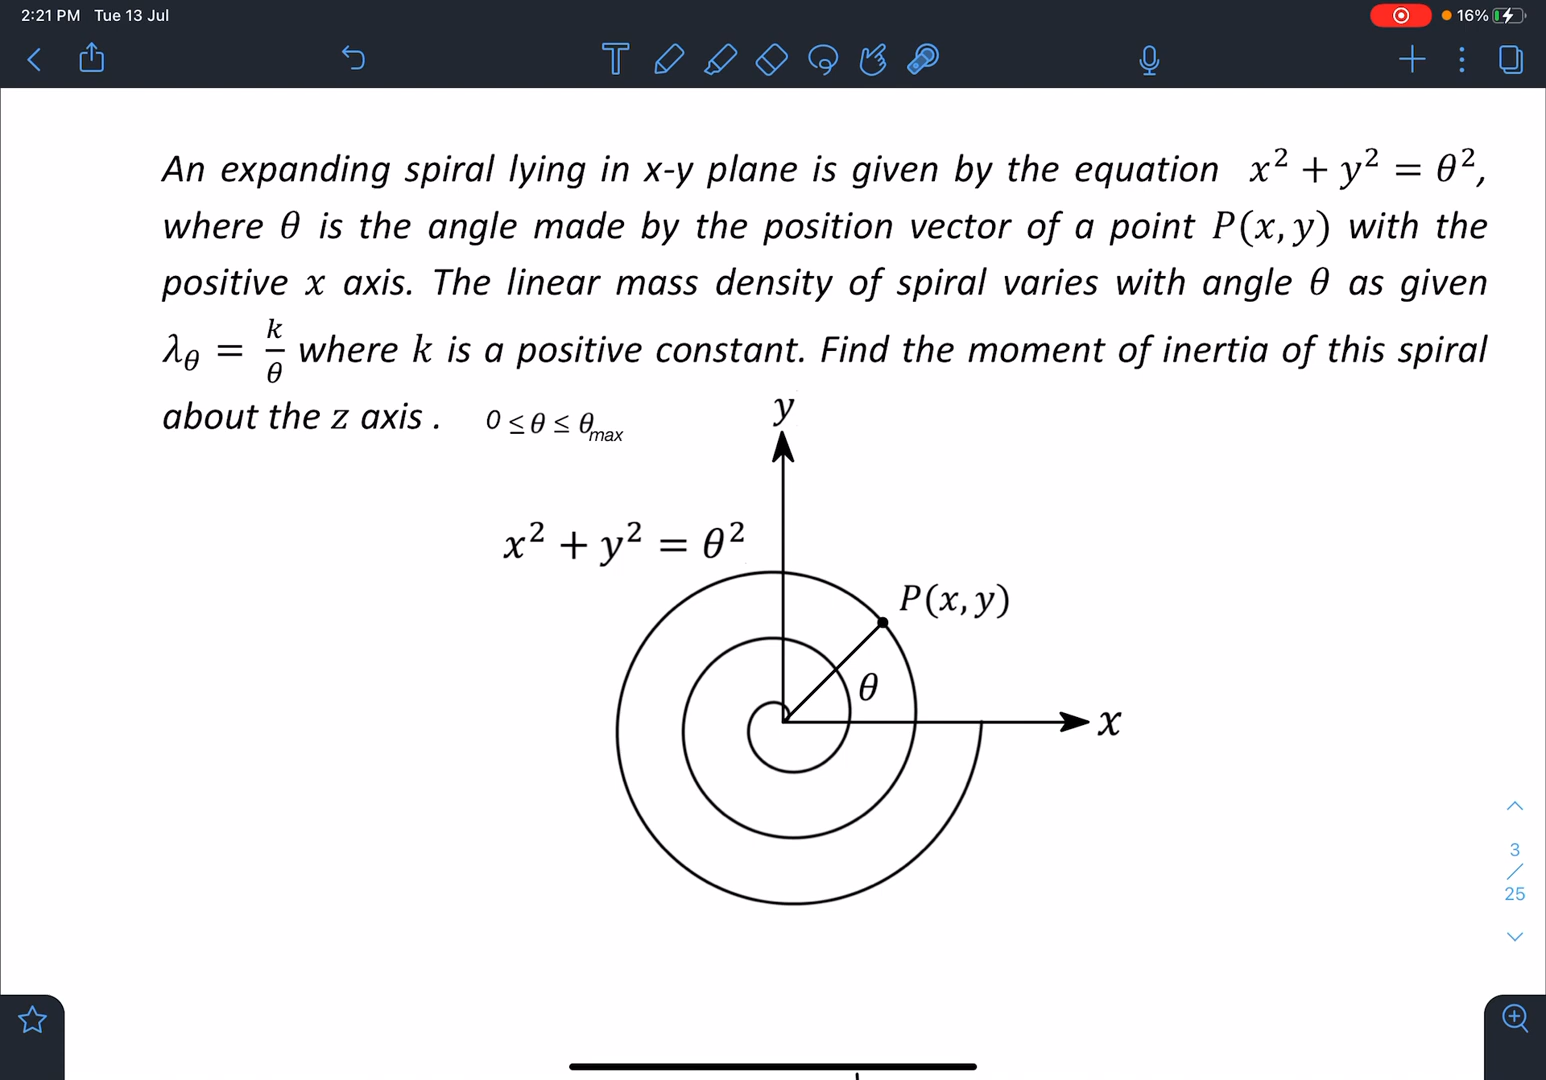 2:21 PM Tue 13 Jul
16%
An expanding spiral lying in x-y plane is given by the equation x² + y² = θ²,
where θ is the angle made by the position vector of a point P(x, y) with the
positive x axis. The linear mass density of spiral varies with angle θ as given
λ_θ = k/θ where k is a positive constant. Find the moment of inertia of this spiral
about the z axis . 0 ≤ θ ≤ θ_max
y
x² + y² = θ²
P(x, y)
θ
x
3
/
25